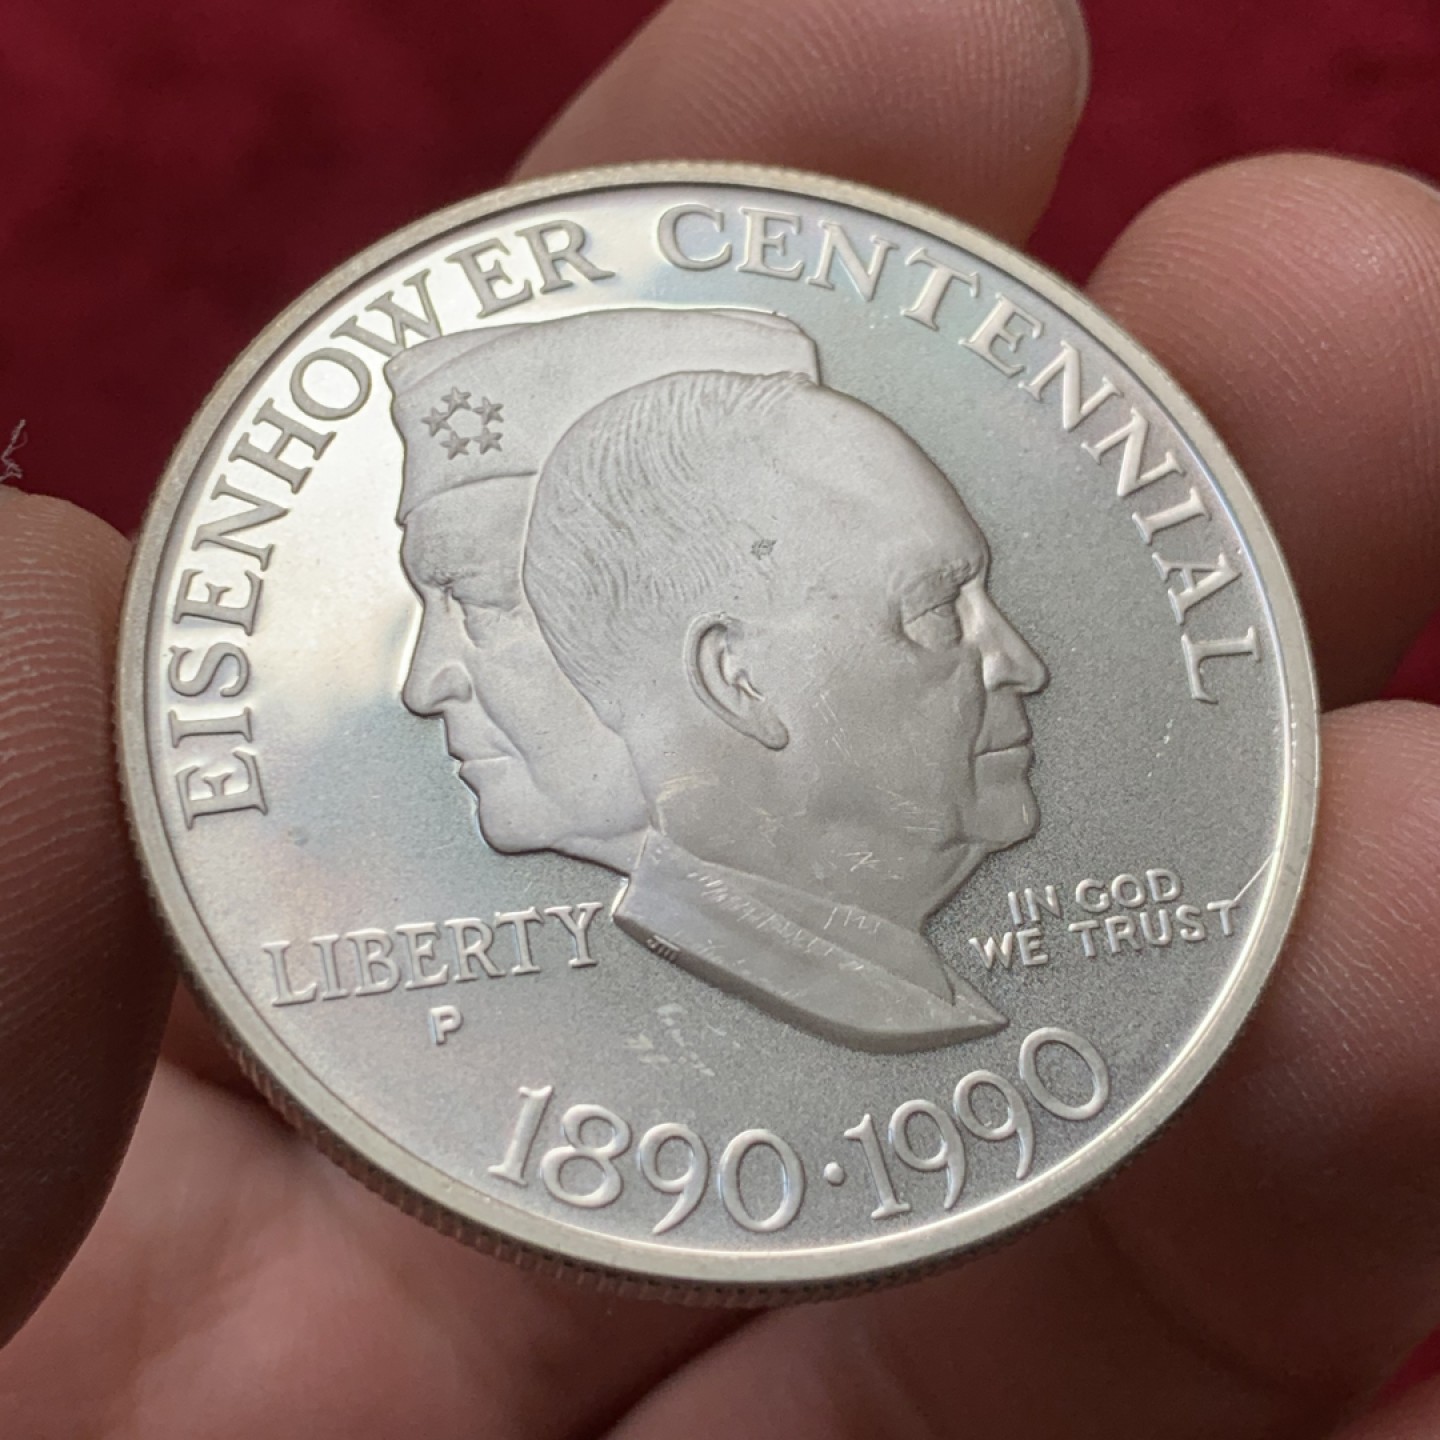 EISENHOWER CENTENNIAL
LIBERTY
P
IN GOD
WE TRUST
1890·1990